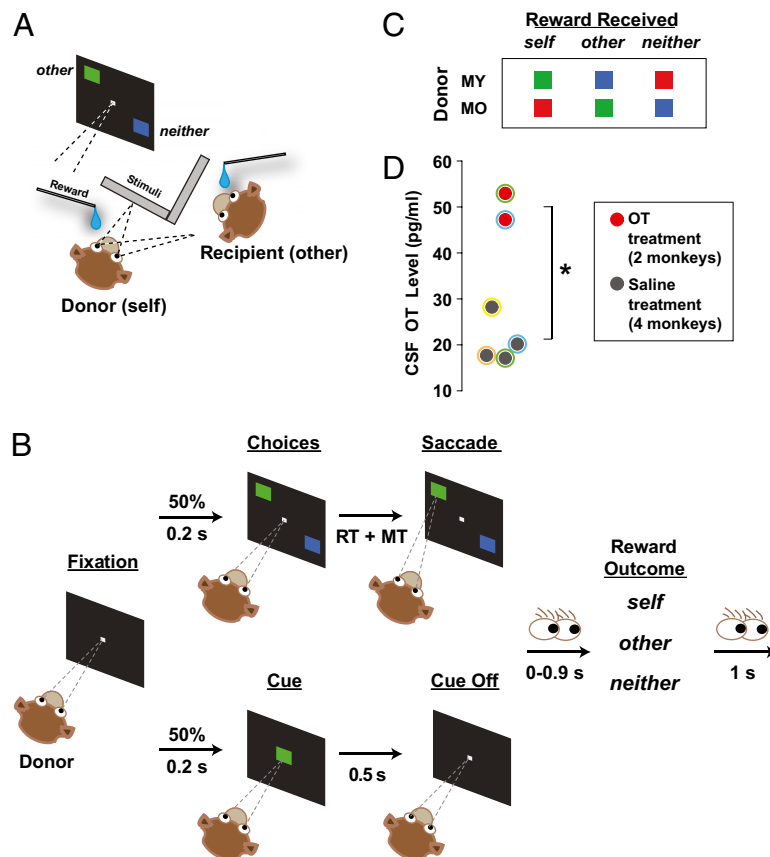 A
other
neither
Reward
Stimuli
Recipient (other)
Donor (self)
C
Reward Received
self other neither
Donor
MY
MO
D
CSF OT Level (pg/ml)
60
50
40
30
20
10
*
OT
treatment
(2 monkeys)
Saline
treatment
(4 monkeys)
B
Choices
Saccade
50%
0.2 s
RT + MT
Fixation
Donor
Reward
Outcome
self
other
neither
0-0.9 s
1 s
Cue
Cue Off
50%
0.2 s
0.5 s